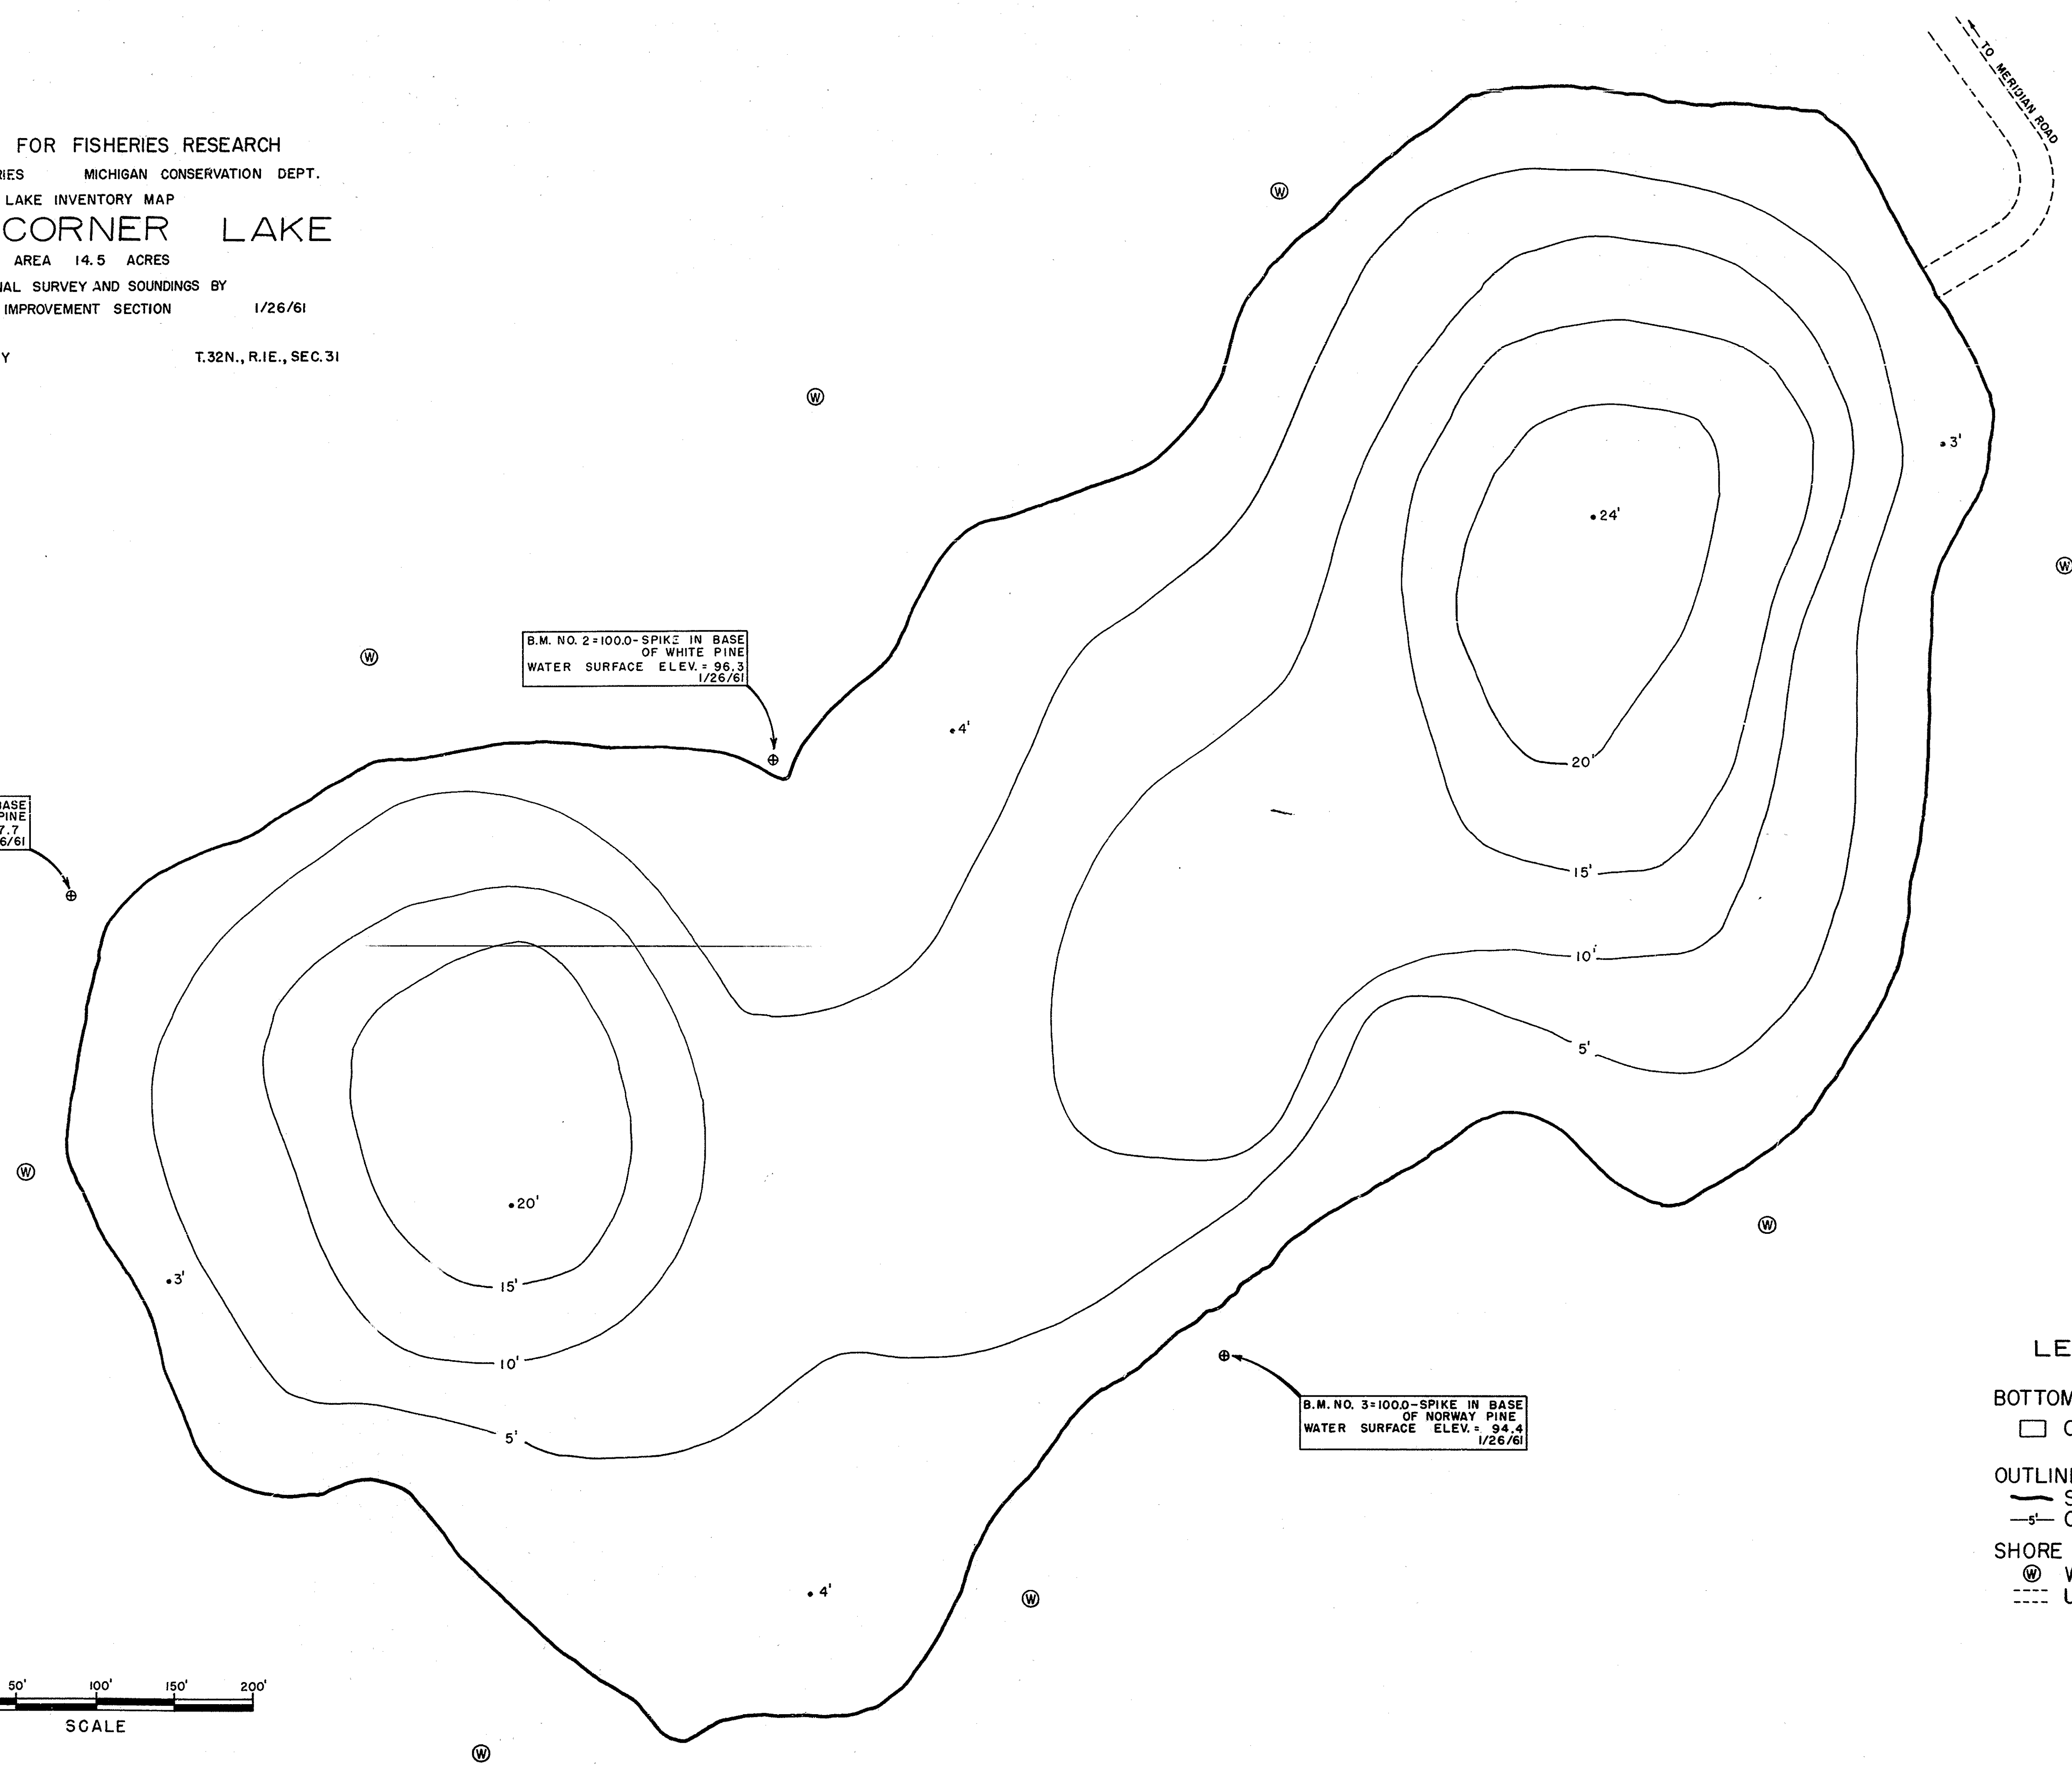 TO MERIDIAN ROAD
FOR FISHERIES RESEARCH
MICHIGAN CONSERVATION DEPT.
LAKE INVENTORY MAP
CORNER LAKE
AREA 14.5 ACRES
SURVEY AND SOUNDINGS BY
IMPROVEMENT SECTION 1/26/61
Y T.32N., R.1E., SEC.31
W
W
3'
24'
W
B.M. NO. 2=100.0-SPIKE IN BASE
OF WHITE PINE
WATER SURFACE ELEV. = 96.3
1/26/61
W
4'
20'
BASE
PINE
7.7
6/61
15'
10'
5'
W
20'
W
3'
15'
10'
5'
B.M. NO. 3=100.0-SPIKE IN BASE
OF NORWAY PINE
WATER SURFACE ELEV. = 94.4
1/26/61
LE
BOTTOM
OUTLIN
5'
SHORE
W
4'
W
50' 100' 150' 200'
SCALE
W